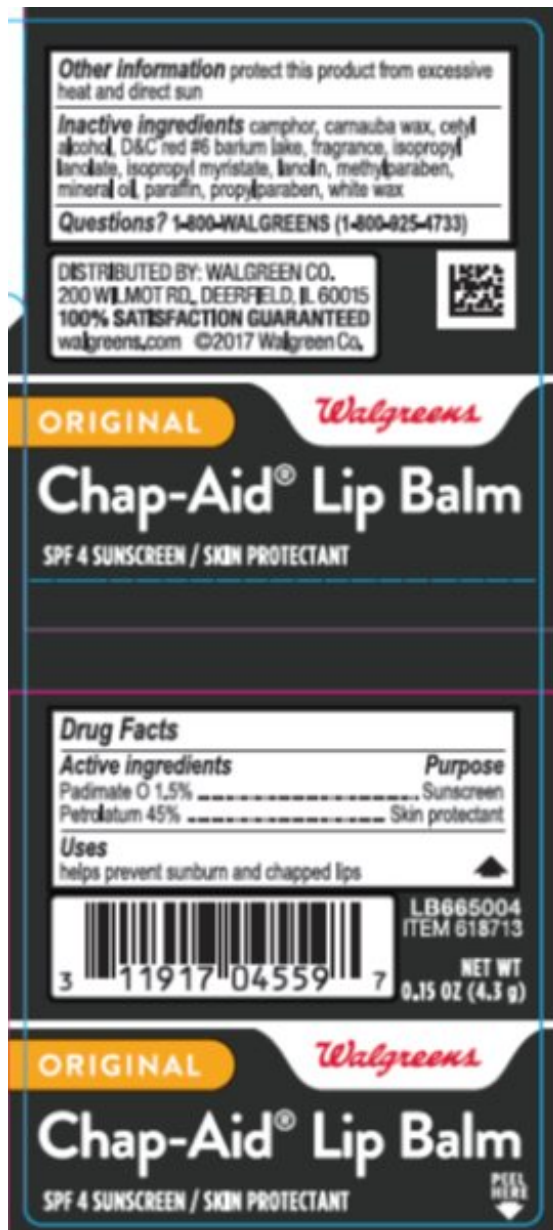 Other information protect this product from excessive
heat and direct sun
Inactive ingredients camphor, carnauba wax, cetyl
alcohol, D&C red #6 barium lake, fragrance, isopropyl
lanolate, isopropyl myristate, lanolin, methylparaben,
mineral oil, paraffin, propylparaben, white wax
Questions? 1-800-WALGREENS (1-800-925-4733)
DISTRIBUTED BY: WALGREEN CO.
200 WILMOT RD., DEERFIELD, IL 60015
100% SATISFACTION GUARANTEED
walgreens.com ©2017 Walgreen Co.
ORIGINAL Walgreens
Chap-Aid® Lip Balm
SPF 4 SUNSCREEN / SKIN PROTECTANT
Drug Facts
Active ingredients Purpose
Padimate O 1.5% Sunscreen
Petrolatum 45% Skin protectant
Uses
helps prevent sunburn and chapped lips
LB665004
ITEM 618713
3 11917 04559 7
NET WT
0.15 OZ (4.3 g)
ORIGINAL Walgreens
Chap-Aid® Lip Balm
SPF 4 SUNSCREEN / SKIN PROTECTANT
PEEL
HERE